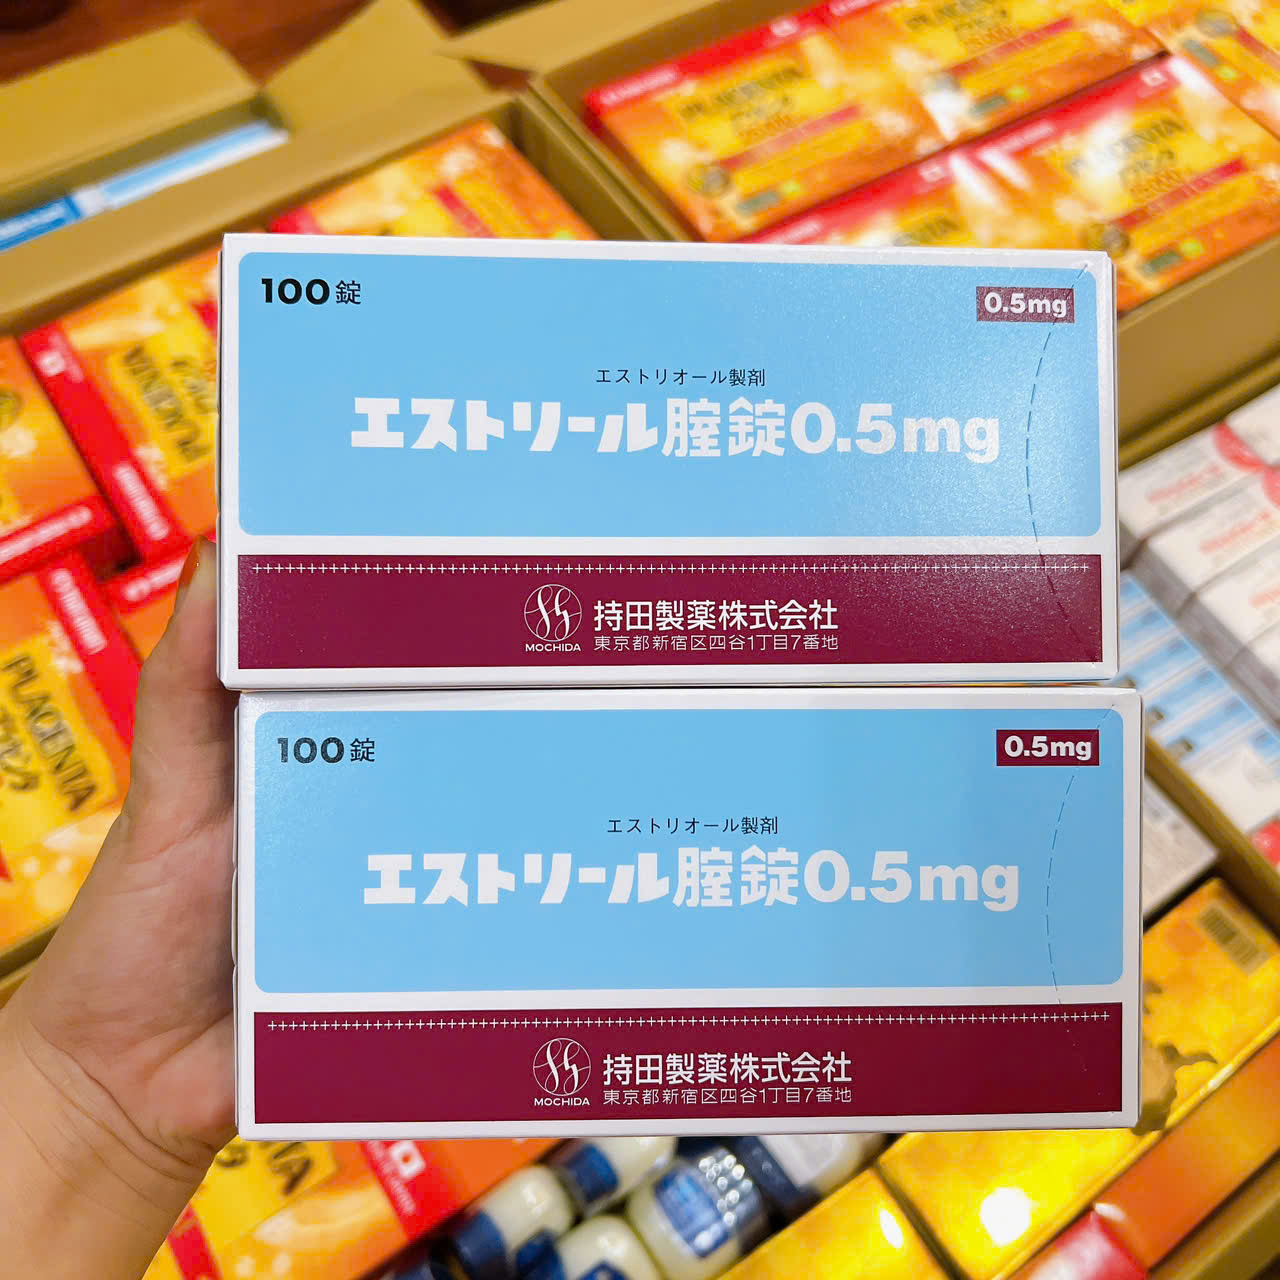 PLACENTA
PLACENTA
PLACENTA
PLACENTA
100錠
0.5mg
エストリオール製剤
エストリール腟錠0.5mg
MOCHIDA
持田製薬株式会社
東京都新宿区四谷1丁目7番地
100錠
0.5mg
エストリオール製剤
エストリール腟錠0.5mg
MOCHIDA
持田製薬株式会社
東京都新宿区四谷1丁目7番地